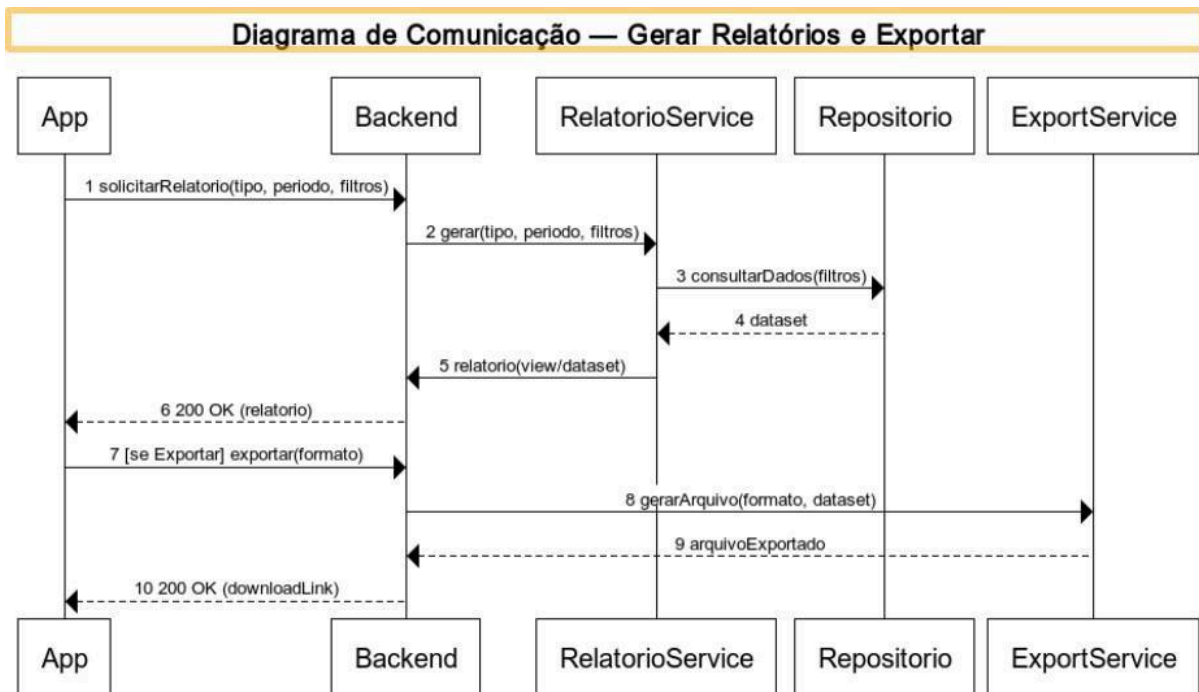 Diagrama de Comunicação — Gerar Relatórios e Exportar
App Backend RelatorioService Repositorio ExportService
1 solicitarRelatorio(tipo, periodo, filtros)
2 gerar(tipo, periodo, filtros)
3 consultarDados(filtros)
4 dataset
5 relatorio(view/dataset)
6 200 OK (relatorio)
7 [se Exportar] exportar(formato)
8 gerarArquivo(formato, dataset)
9 arquivoExportado
10 200 OK (downloadLink)
App Backend RelatorioService Repositorio ExportService